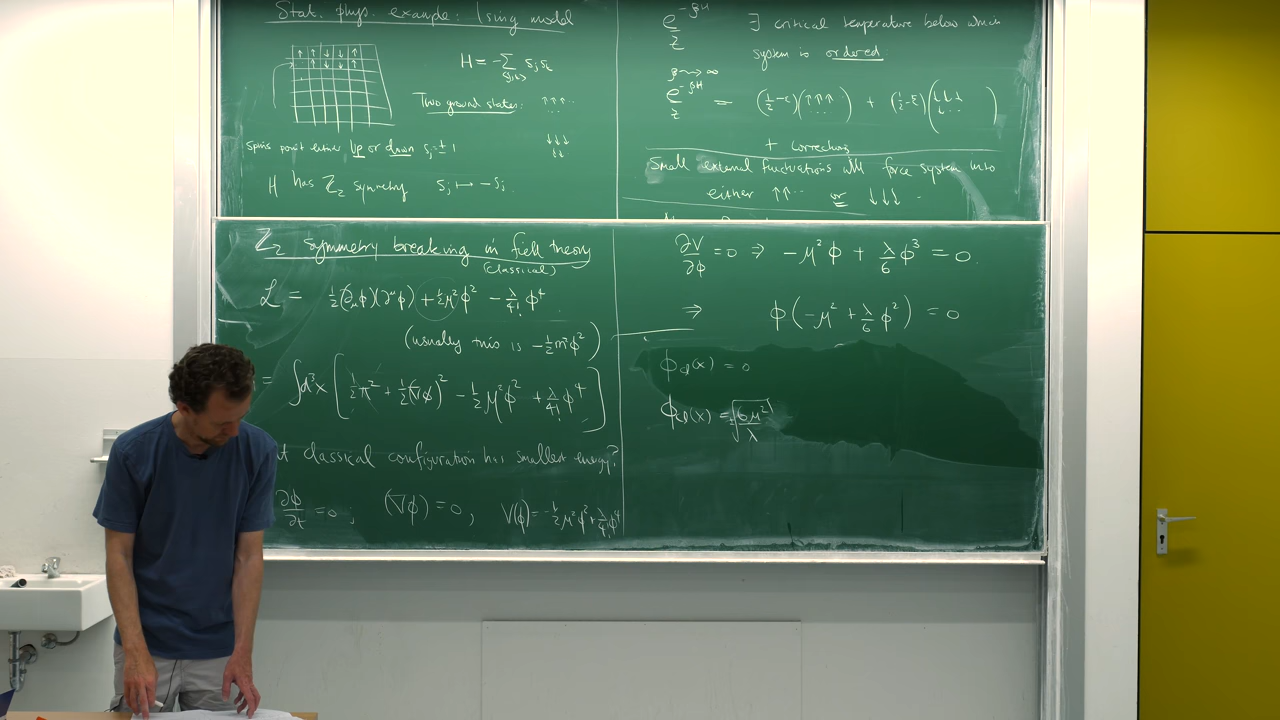 Stat. phys. example: Ising model
H = -∑ s_j s_k
<j,k>
Two ground states: ↑↑↑...
↓↓↓
↓↓
spins point either up or down s_j = ±1
H has Z₂ symmetry s_j ↦ -s_j.
e^{-βH}/Z ∃ critical temperature below which
system is ordered.
β → ∞
e^{-βH}/Z = (½-ε)(↑↑↑...) + (½-ε)(↓↓↓...)
+ correction
Small external fluctuations will force system into
either ↑↑... or ↓↓↓.
Z₂ symmetry breaking in field theory
(classical)
ℒ = ½(∂_μφ)(∂^μφ) + ½μ²φ² - λ/4! φ⁴
(usually this is -½m²φ²)
= ∫d³x [½π² + ½(∇φ)² - ½μ²φ² + λ/4! φ⁴]
t classical configuration has smallest energy?
∂φ/∂t = 0, (∇φ) = 0, V(φ) = -½μ²φ² + λ/4! φ⁴
∂V/∂φ = 0 ⇒ -μ²φ + λ/6 φ³ = 0.
⇒ φ(-μ² + λ/6 φ²) = 0
φ_cl(x) = 0
φ_cl(x) = ±√(6μ²/λ)